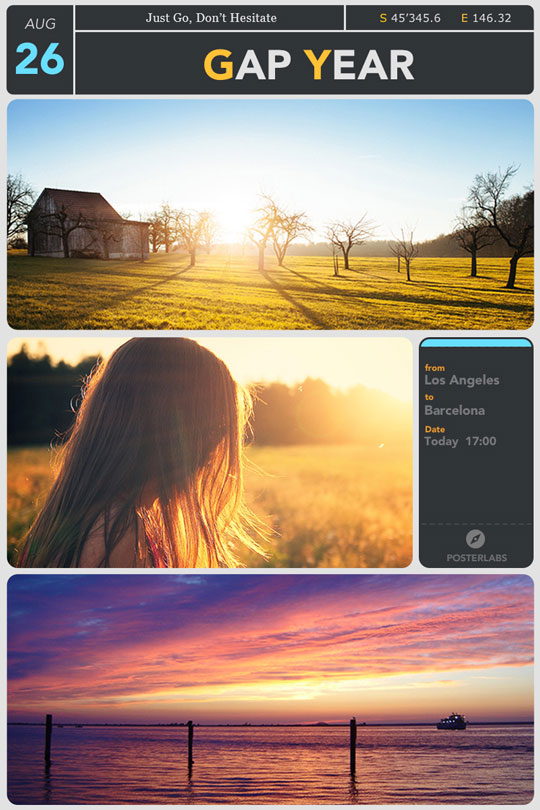 AUG
26
Just Go, Don't Hesitate
S 45'345.6 E 146.32
GAP YEAR
from
Los Angeles
to
Barcelona
Date
Today 17:00
POSTERLABS